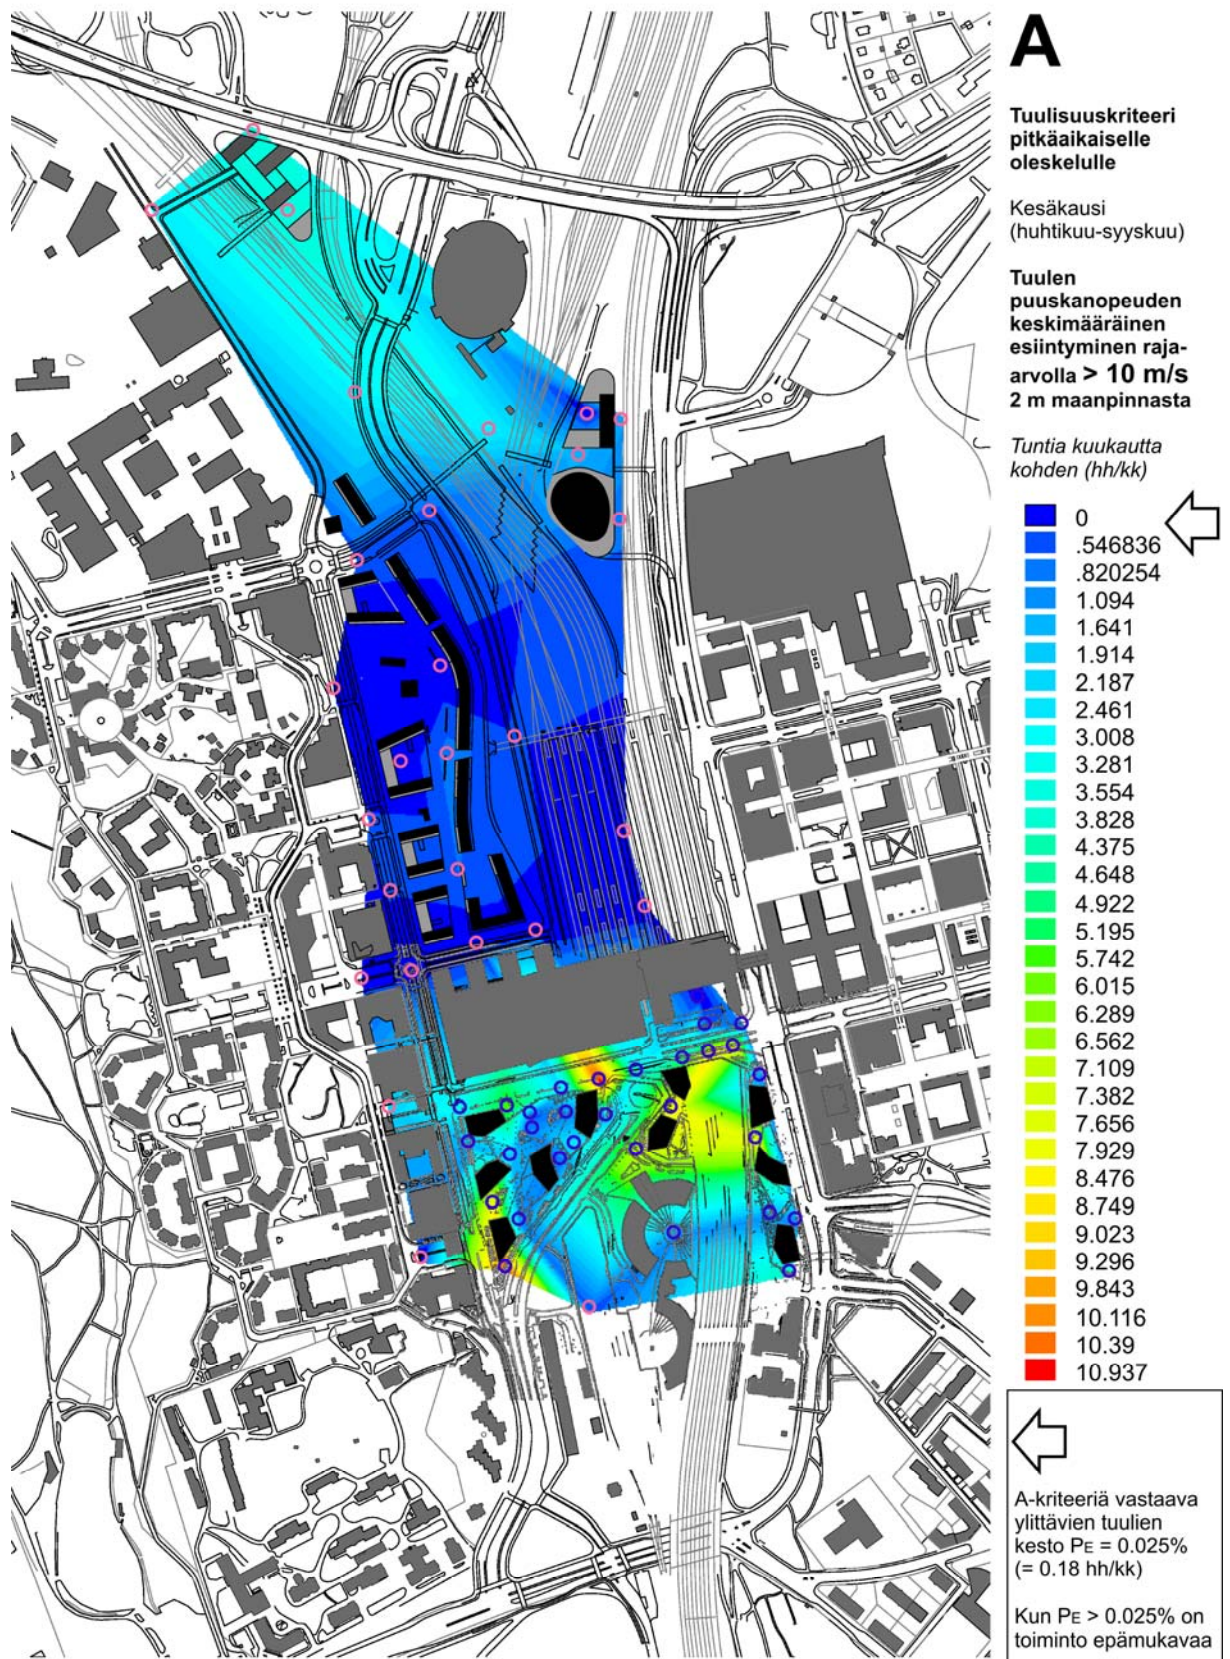 A
Tuulisuuskriteeri
pitkäaikaiselle
oleskelulle
Kesäkausi
(huhtikuu-syyskuu)
Tuulen
puuskanopeuden
keskimääräinen
esiintyminen raja-
arvolla > 10 m/s
2 m maanpinnasta
Tuntia kuukautta
kohden (hh/kk)
0
.546836
.820254
1.094
1.641
1.914
2.187
2.461
3.008
3.281
3.554
3.828
4.375
4.648
4.922
5.195
5.742
6.015
6.289
6.562
7.109
7.382
7.656
7.929
8.476
8.749
9.023
9.296
9.843
10.116
10.39
10.937
A-kriteeriä vastaava
ylittävien tuulien
kesto PE = 0.025%
(= 0.18 hh/kk)
Kun PE > 0.025% on
toiminto epämukavaa